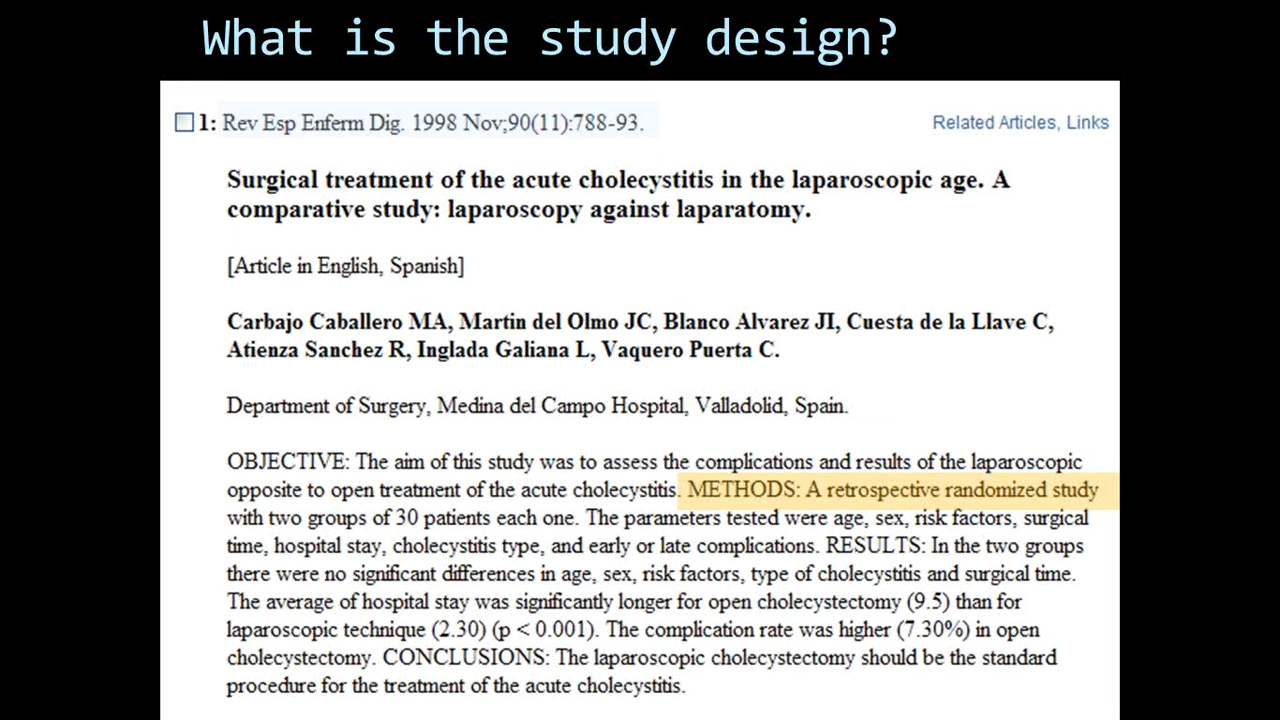 What is the study design?
1: Rev Esp Enferm Dig. 1998 Nov;90(11):788-93.
Related Articles, Links
Surgical treatment of the acute cholecystitis in the laparoscopic age. A
comparative study: laparoscopy against laparatomy.
[Article in English, Spanish]
Carbajo Caballero MA, Martin del Olmo JC, Blanco Alvarez JI, Cuesta de la Llave C,
Atienza Sanchez R, Inglada Galiana L, Vaquero Puerta C.
Department of Surgery, Medina del Campo Hospital, Valladolid, Spain.
OBJECTIVE: The aim of this study was to assess the complications and results of the laparoscopic
opposite to open treatment of the acute cholecystitis. METHODS: A retrospective randomized study
with two groups of 30 patients each one. The parameters tested were age, sex, risk factors, surgical
time, hospital stay, cholecystitis type, and early or late complications. RESULTS: In the two groups
there were no significant differences in age, sex, risk factors, type of cholecystitis and surgical time.
The average of hospital stay was significantly longer for open cholecystectomy (9.5) than for
laparoscopic technique (2.30) (p < 0.001). The complication rate was higher (7.30%) in open
cholecystectomy. CONCLUSIONS: The laparoscopic cholecystectomy should be the standard
procedure for the treatment of the acute cholecystitis.